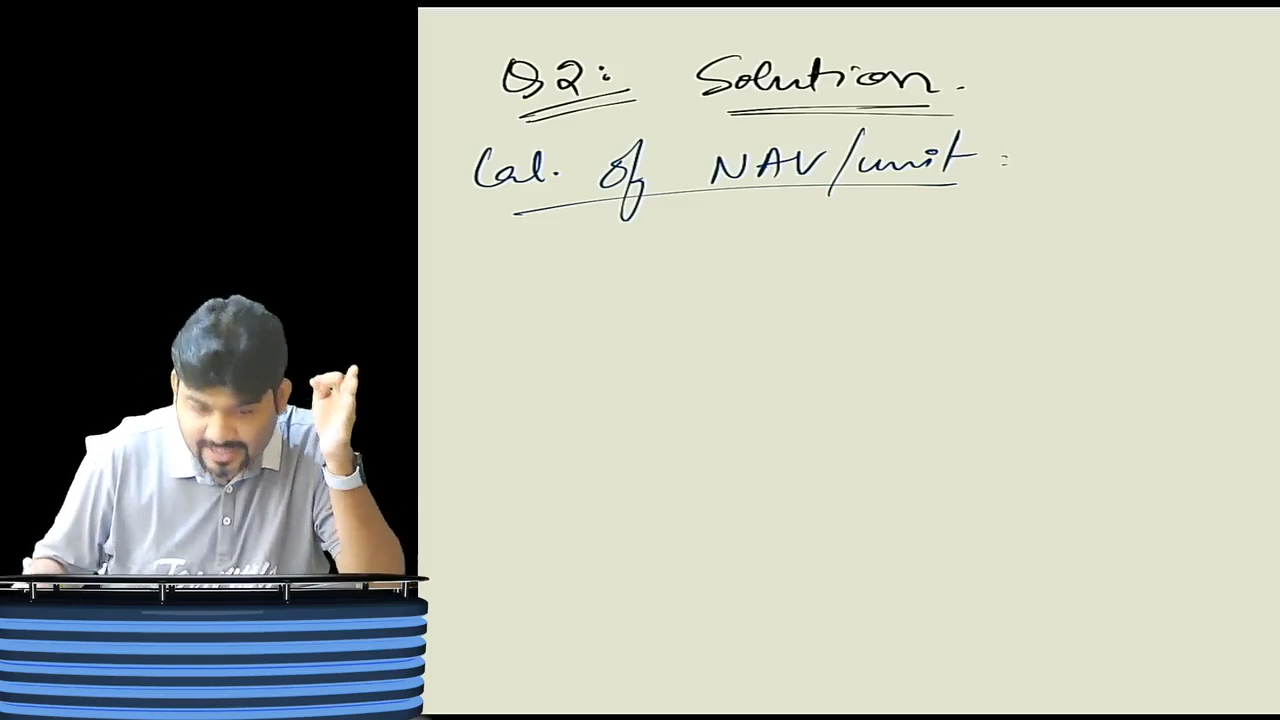 Q2: Solution.
Cal. of NAV/unit :